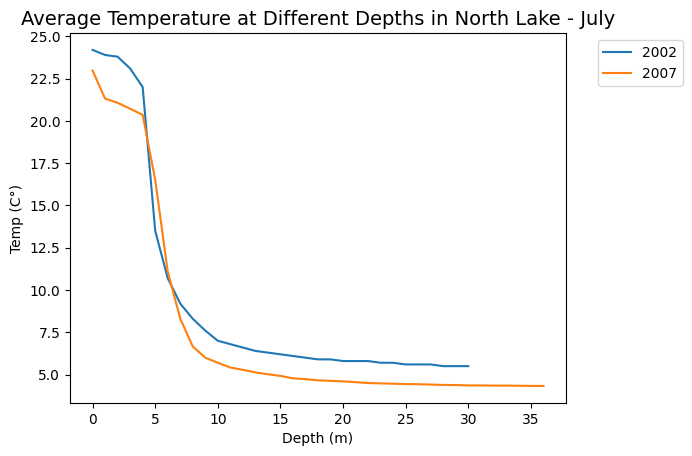 Average Temperature at Different Depths in North Lake - July
2002
2007
Temp (C°)
25.0
22.5
20.0
17.5
15.0
12.5
10.0
7.5
5.0
0 5 10 15 20 25 30 35
Depth (m)